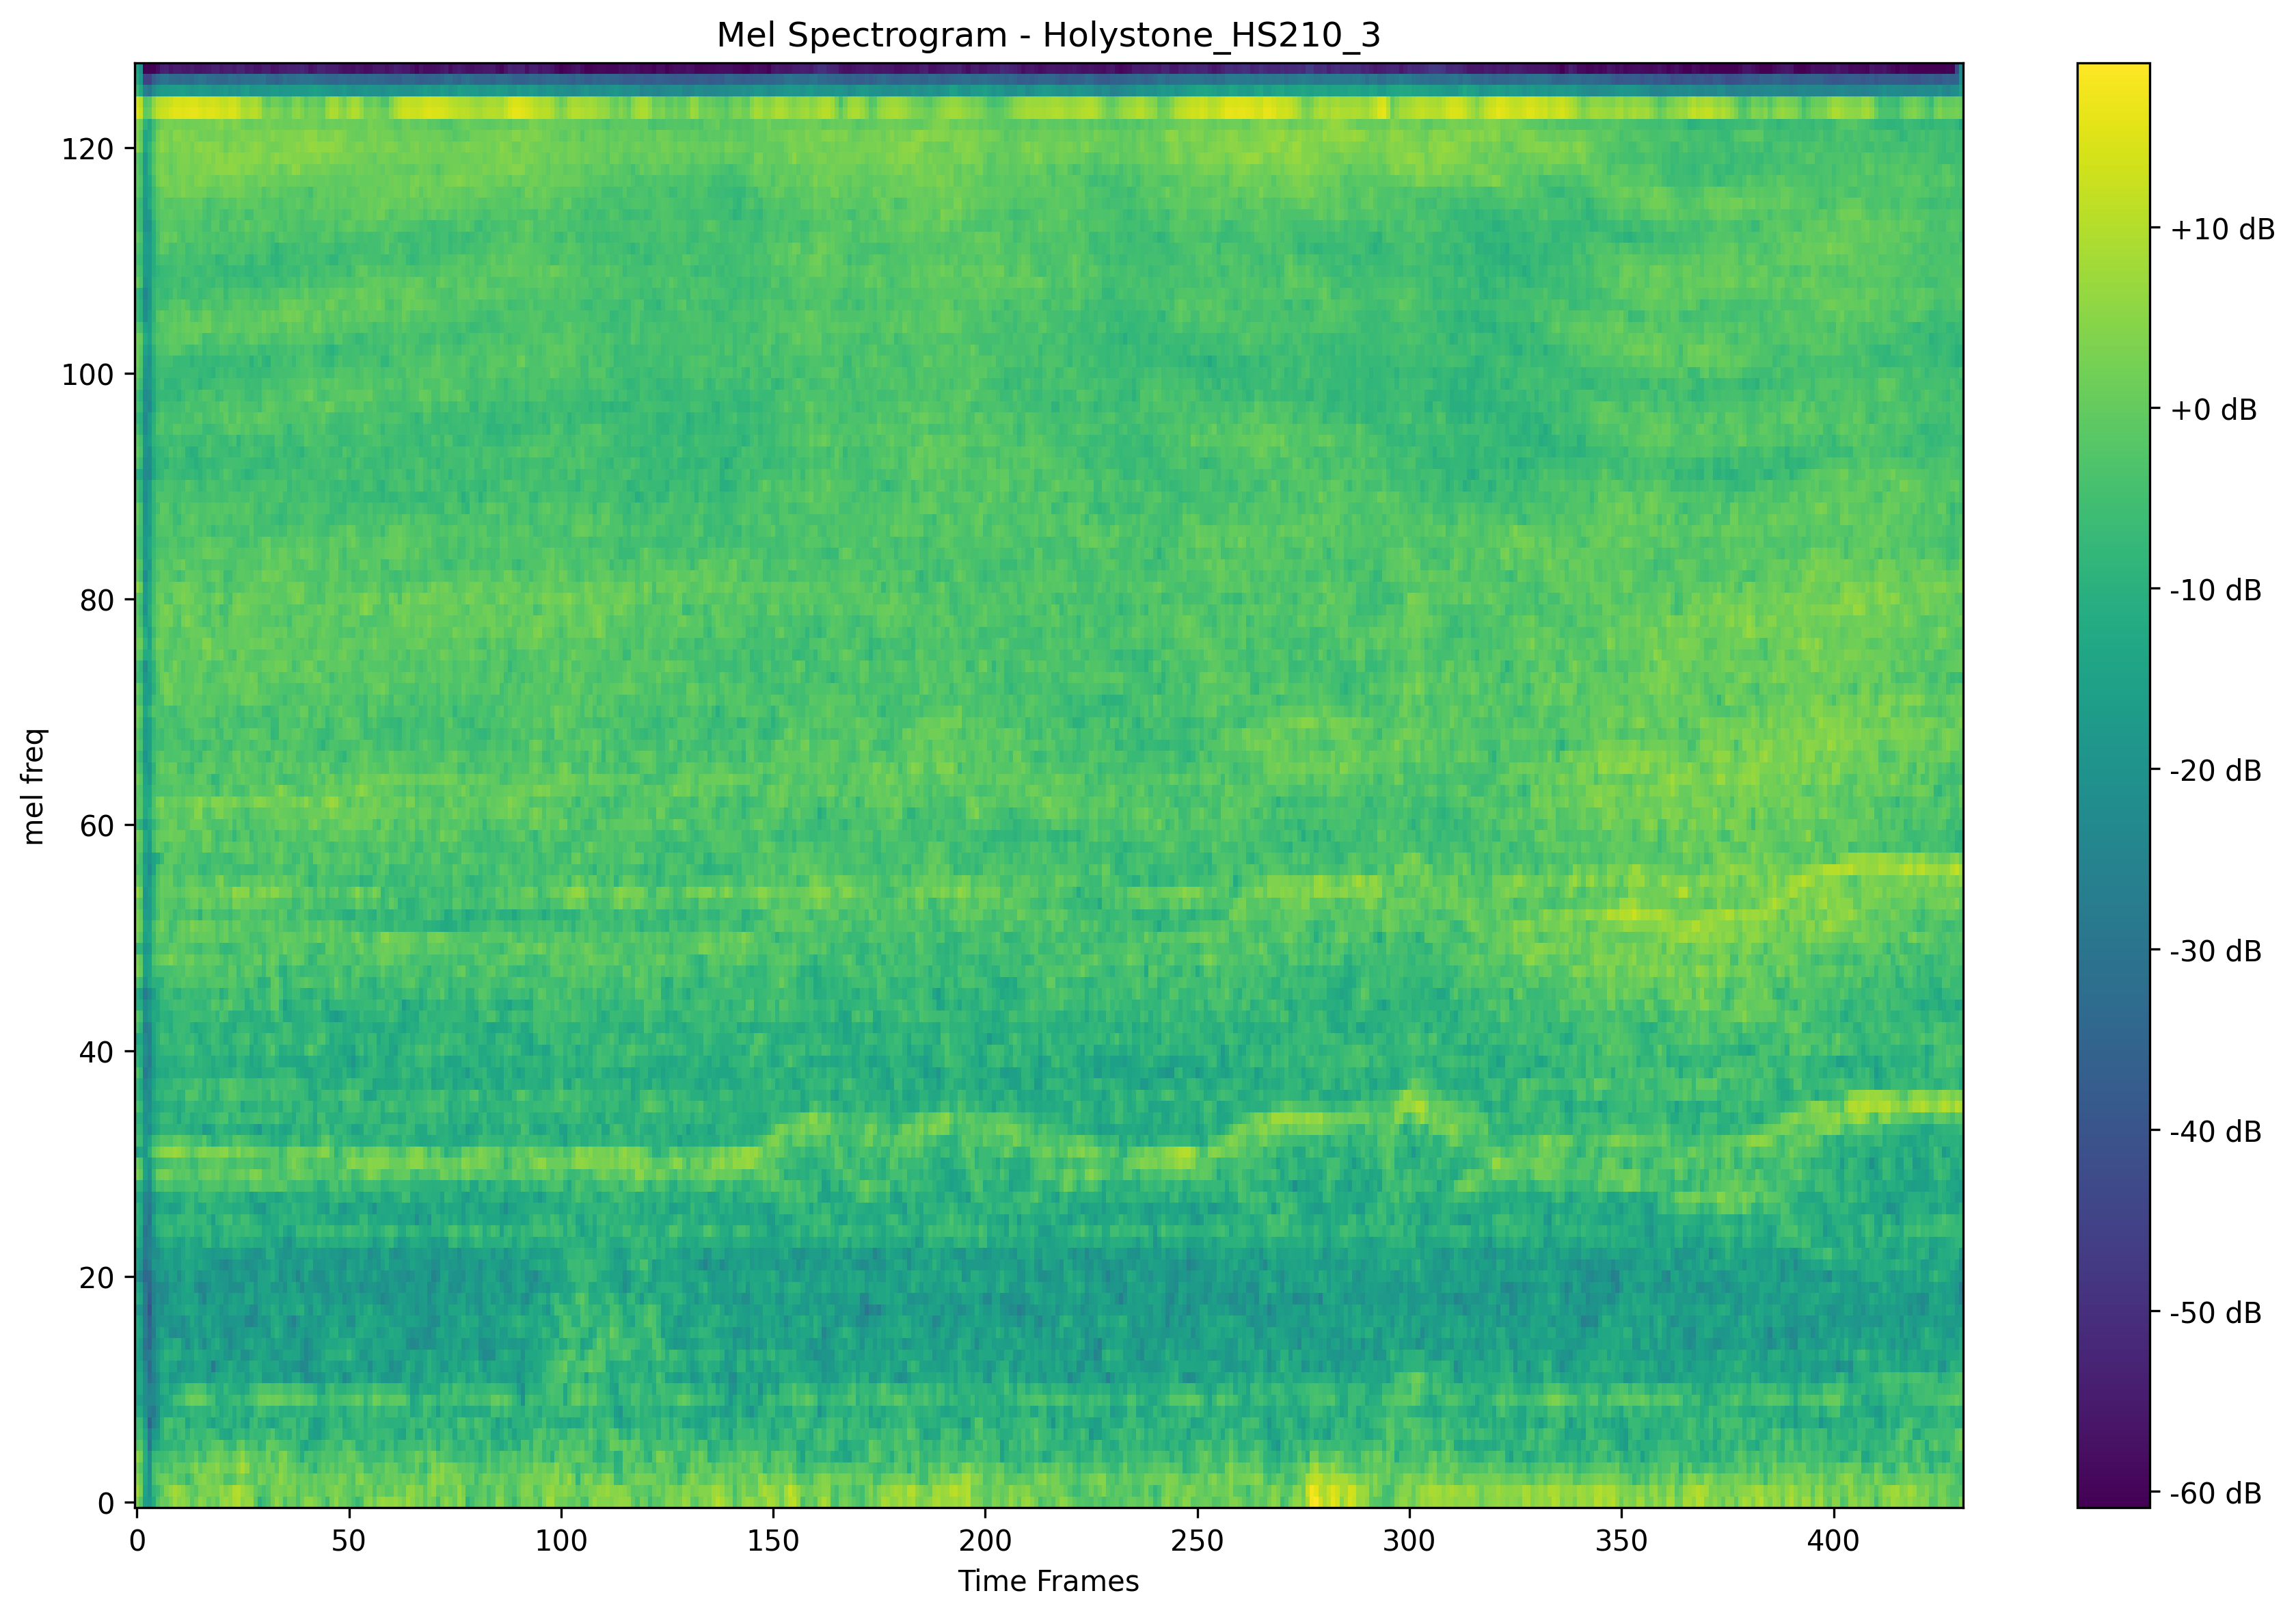 Mel Spectrogram - Holystone_HS210_3
mel freq
120
100
80
60
40
20
0
0 50 100 150 200 250 300 350 400
Time Frames
+10 dB
+0 dB
-10 dB
-20 dB
-30 dB
-40 dB
-50 dB
-60 dB